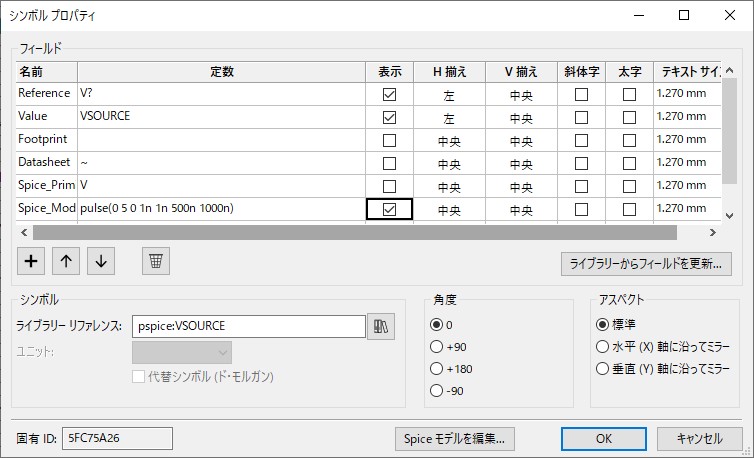 シンボル プロパティ
フィールド
名前 定数 表示 H 揃え V 揃え 斜体字 太字 テキスト サイ
Reference V? 左 中央 1.270 mm
Value VSOURCE 左 中央 1.270 mm
Footprint 中央 中央 1.270 mm
Datasheet ~ 中央 中央 1.270 mm
Spice_Prim V 中央 中央 1.270 mm
Spice_Mod pulse(0 5 0 1n 1n 500n 1000n) 中央 中央 1.270 mm
ライブラリーからフィールドを更新...
シンボル
ライブラリー リファレンス: pspice:VSOURCE
ユニット:
代替シンボル (ド・モルガン)
角度
0
+90
+180
-90
アスペクト
標準
水平 (X) 軸に沿ってミラー
垂直 (Y) 軸に沿ってミラー
固有 ID: 5FC75A26
Spice モデルを編集...
OK
キャンセル